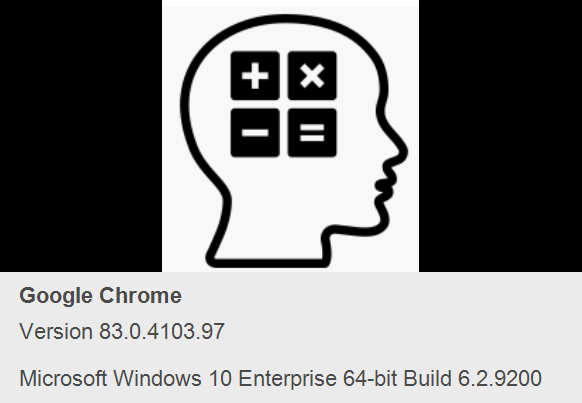 + ×
− =
Google Chrome
Version 83.0.4103.97
Microsoft Windows 10 Enterprise 64-bit Build 6.2.9200